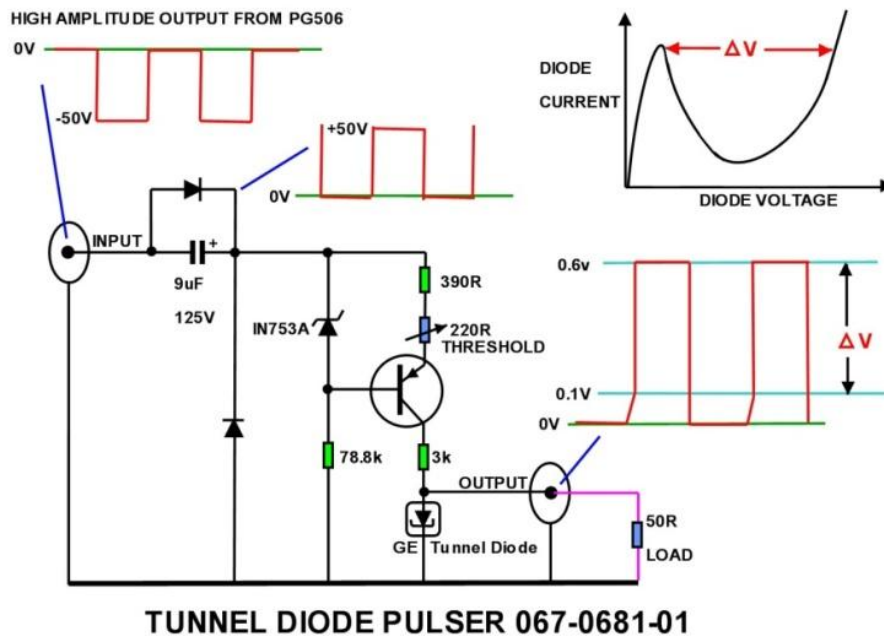 HIGH AMPLITUDE OUTPUT FROM PG506
0V
-50V
+50V
0V
DIODE
CURRENT
ΔV
DIODE VOLTAGE
INPUT
+
9uF
125V
IN753A
390R
220R
THRESHOLD
78.8k
3k
OUTPUT
GE Tunnel Diode
0.6v
0.1V
0V
ΔV
50R
LOAD
TUNNEL DIODE PULSER 067-0681-01